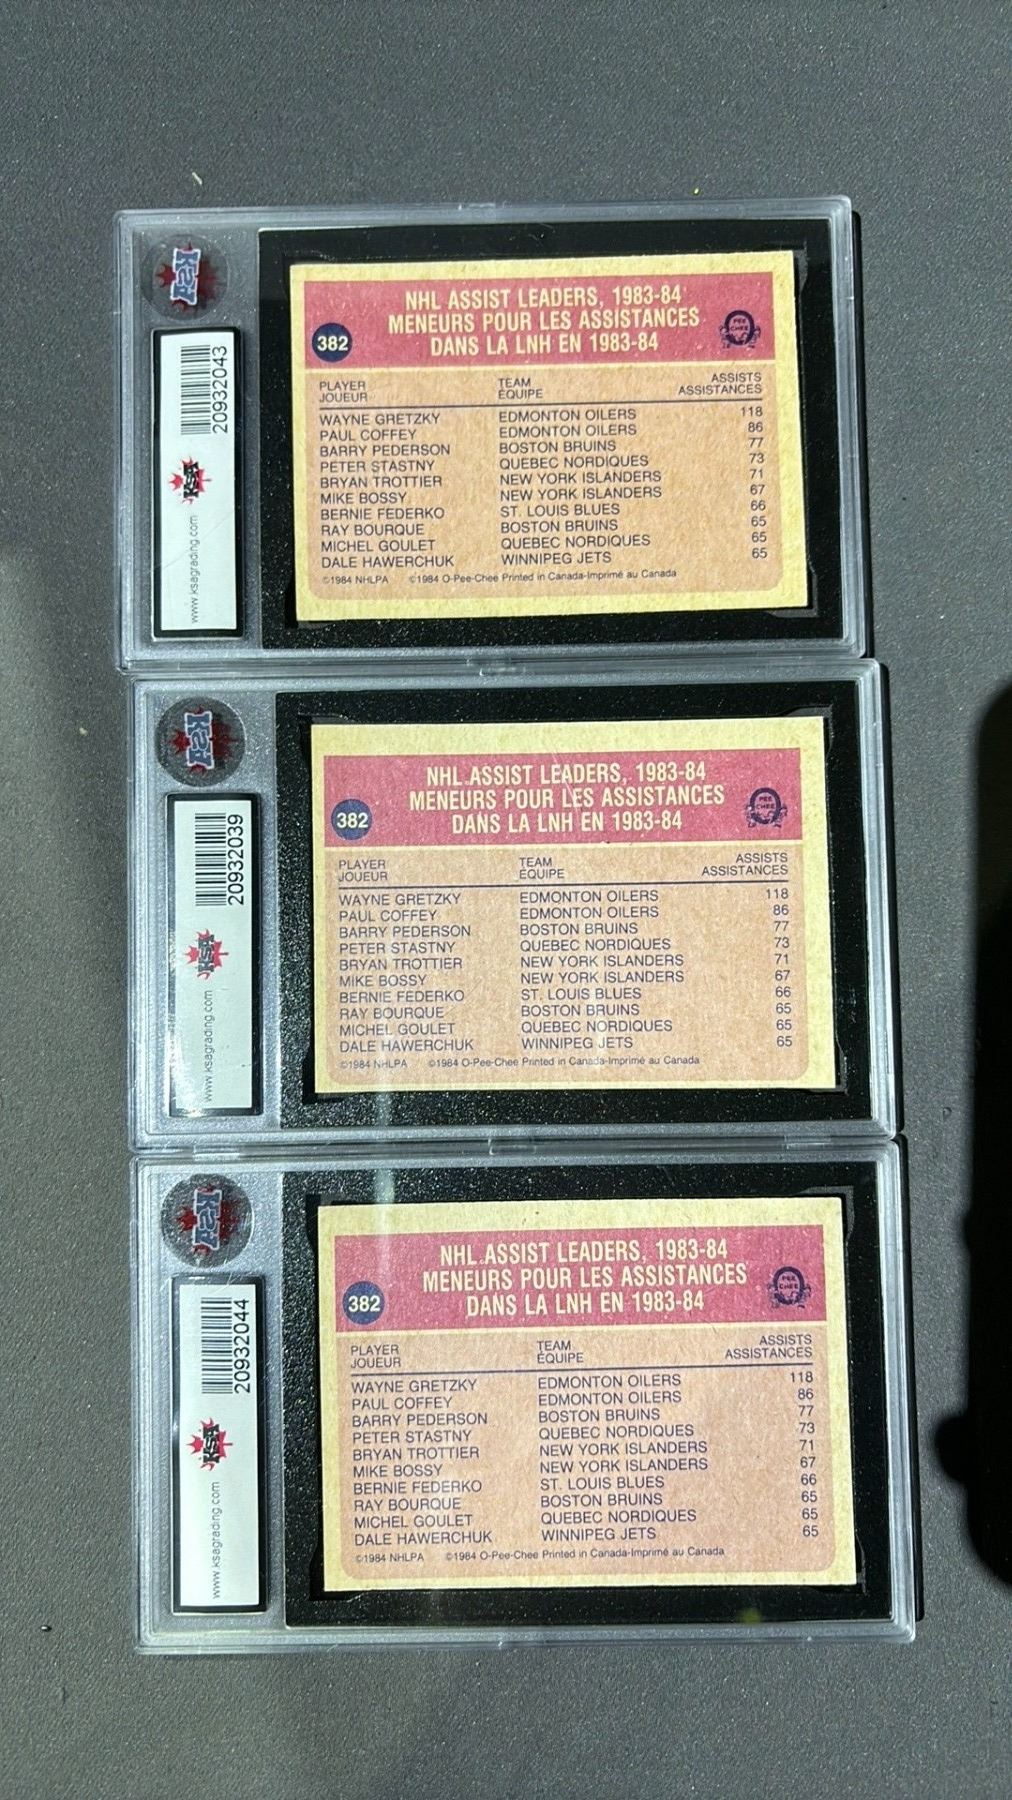 KSA
20932043
KSA
www.ksagrading.com
NHL ASSIST LEADERS, 1983-84
MENEURS POUR LES ASSISTANCES
DANS LA LNH EN 1983-84
382
O PEE CHEE
PLAYER TEAM ASSISTS
JOUEUR ÉQUIPE ASSISTANCES
WAYNE GRETZKY EDMONTON OILERS 118
PAUL COFFEY EDMONTON OILERS 86
BARRY PEDERSON BOSTON BRUINS 77
PETER STASTNY QUEBEC NORDIQUES 73
BRYAN TROTTIER NEW YORK ISLANDERS 71
MIKE BOSSY NEW YORK ISLANDERS 67
BERNIE FEDERKO ST. LOUIS BLUES 66
RAY BOURQUE BOSTON BRUINS 65
MICHEL GOULET QUEBEC NORDIQUES 65
DALE HAWERCHUK WINNIPEG JETS 65
©1984 NHLPA ©1984 O-Pee-Chee Printed in Canada-Imprimé au Canada
KSA
20932039
KSA
www.ksagrading.com
NHL ASSIST LEADERS, 1983-84
MENEURS POUR LES ASSISTANCES
DANS LA LNH EN 1983-84
382
O PEE CHEE
PLAYER TEAM ASSISTS
JOUEUR ÉQUIPE ASSISTANCES
WAYNE GRETZKY EDMONTON OILERS 118
PAUL COFFEY EDMONTON OILERS 86
BARRY PEDERSON BOSTON BRUINS 77
PETER STASTNY QUEBEC NORDIQUES 73
BRYAN TROTTIER NEW YORK ISLANDERS 71
MIKE BOSSY NEW YORK ISLANDERS 67
BERNIE FEDERKO ST. LOUIS BLUES 66
RAY BOURQUE BOSTON BRUINS 65
MICHEL GOULET QUEBEC NORDIQUES 65
DALE HAWERCHUK WINNIPEG JETS 65
©1984 NHLPA ©1984 O-Pee-Chee Printed in Canada-Imprimé au Canada
KSA
20932044
KSA
www.ksagrading.com
NHL ASSIST LEADERS, 1983-84
MENEURS POUR LES ASSISTANCES
DANS LA LNH EN 1983-84
382
O PEE CHEE
PLAYER TEAM ASSISTS
JOUEUR ÉQUIPE ASSISTANCES
WAYNE GRETZKY EDMONTON OILERS 118
PAUL COFFEY EDMONTON OILERS 86
BARRY PEDERSON BOSTON BRUINS 77
PETER STASTNY QUEBEC NORDIQUES 73
BRYAN TROTTIER NEW YORK ISLANDERS 71
MIKE BOSSY NEW YORK ISLANDERS 67
BERNIE FEDERKO ST. LOUIS BLUES 66
RAY BOURQUE BOSTON BRUINS 65
MICHEL GOULET QUEBEC NORDIQUES 65
DALE HAWERCHUK WINNIPEG JETS 65
©1984 NHLPA ©1984 O-Pee-Chee Printed in Canada-Imprimé au Canada